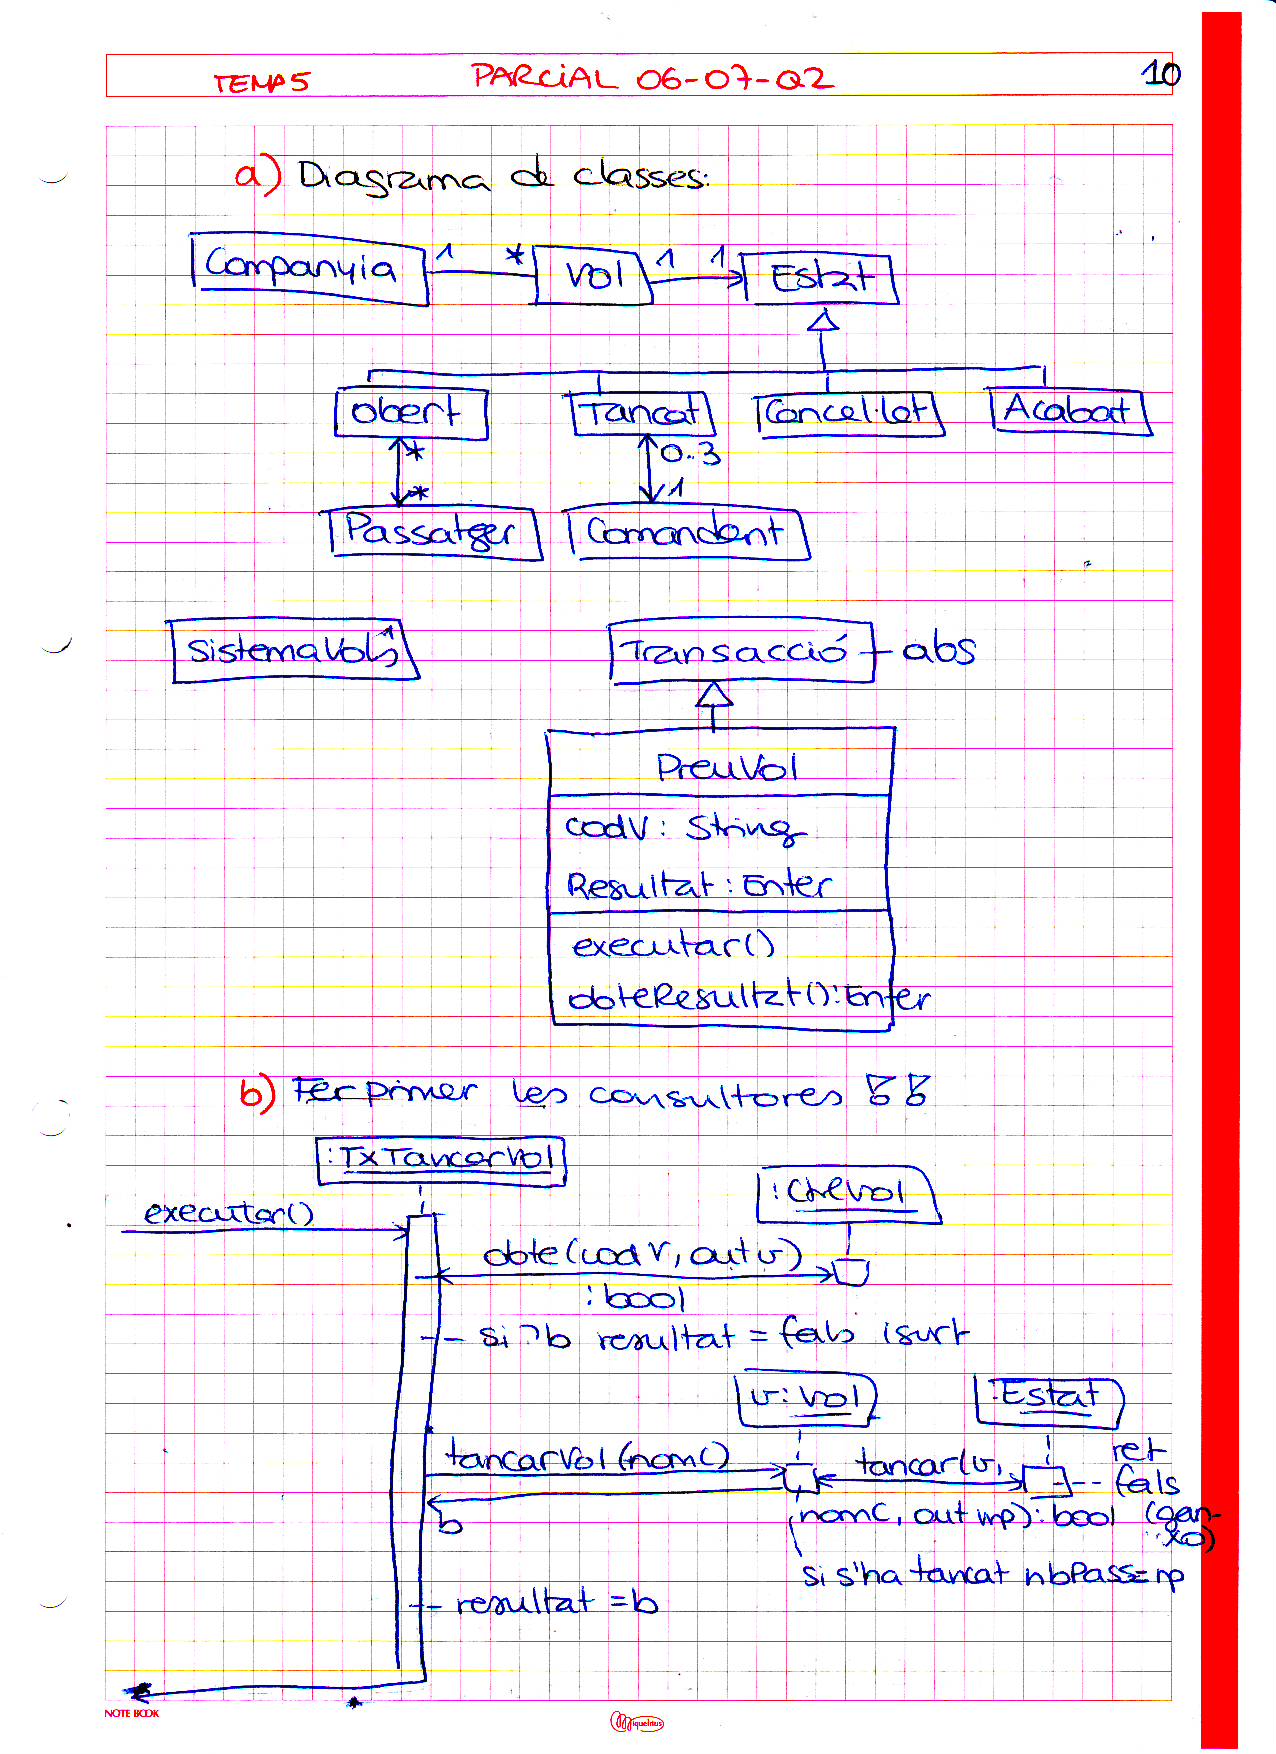 TEMA 5 PARCIAL 06-07-Q2 10
a) Diagrama de classes:
Companyia 1 * Vol 1 1 Estat
Obert Tancat Cancel·lat Acabat
* 0..3
* 1
Passatger Comandant
SistemaVols 1 Transacció - abs
PreuVol
codV: String
Resultat: Enter
executar()
obteResultat(): Enter
b) Fer primer les consultores !!
:TxTancarVol
:CtrlVol
executar()
obte(codV, out v)
: bool
- si ¬b resultat = fals i surt
v: Vol :Estat
tancarVol(nomC) tancar(v, ret
fals
b nomC, out np): bool (gan-
xo)
si s'ha tancat nbPass=np
- resultat = b
NOTE BOOK Miquelrius